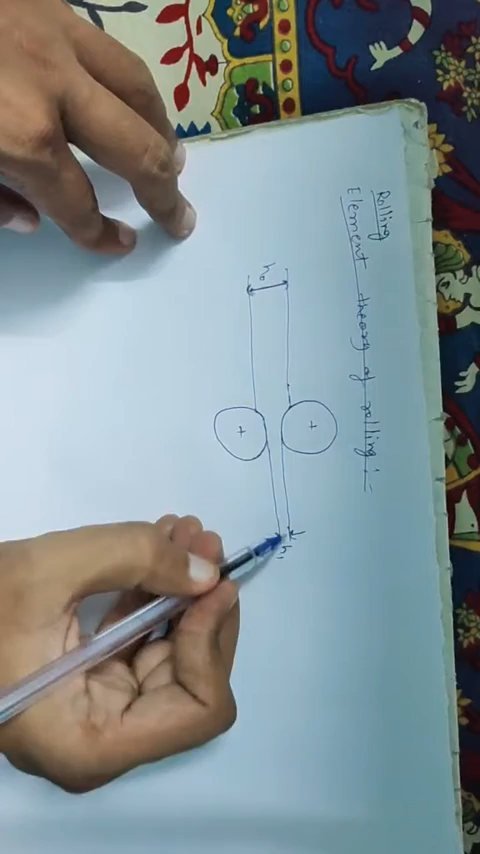 Rolling
Element theory of rolling :-
h₀
h₁